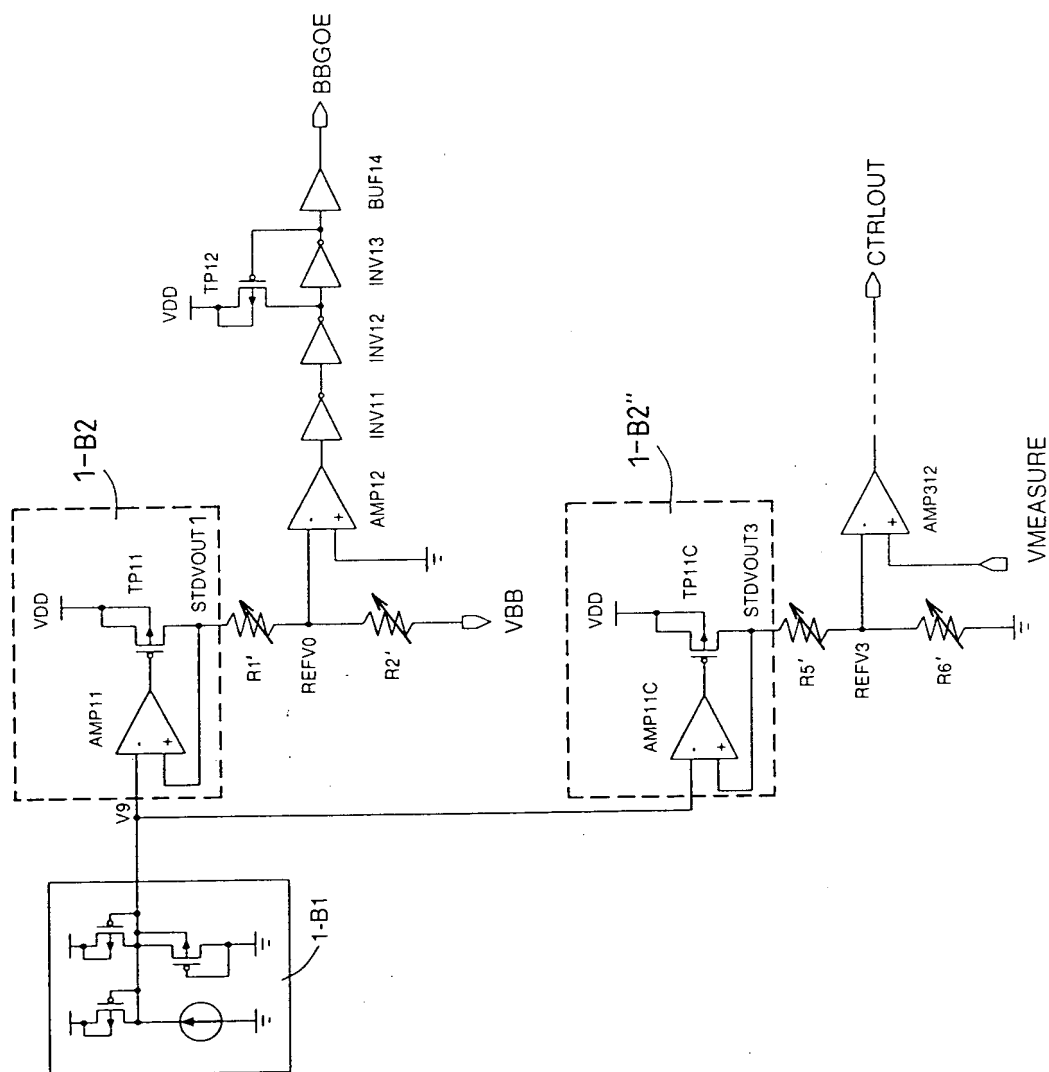 BBGOE
VDD
TP12
BUF14
INV13
INV12
INV11
AMP12
1-B2
VDD
TP11
STDVOUT1
AMP11
-
+
R1'
REFV0
R2'
VBB
-
+
V9
1-B1
1-B2"
VDD
TP11C
STDVOUT3
AMP11C
-
+
R5'
REFV3
R6'
-
+
AMP312
CTRLOUT
VMEASURE